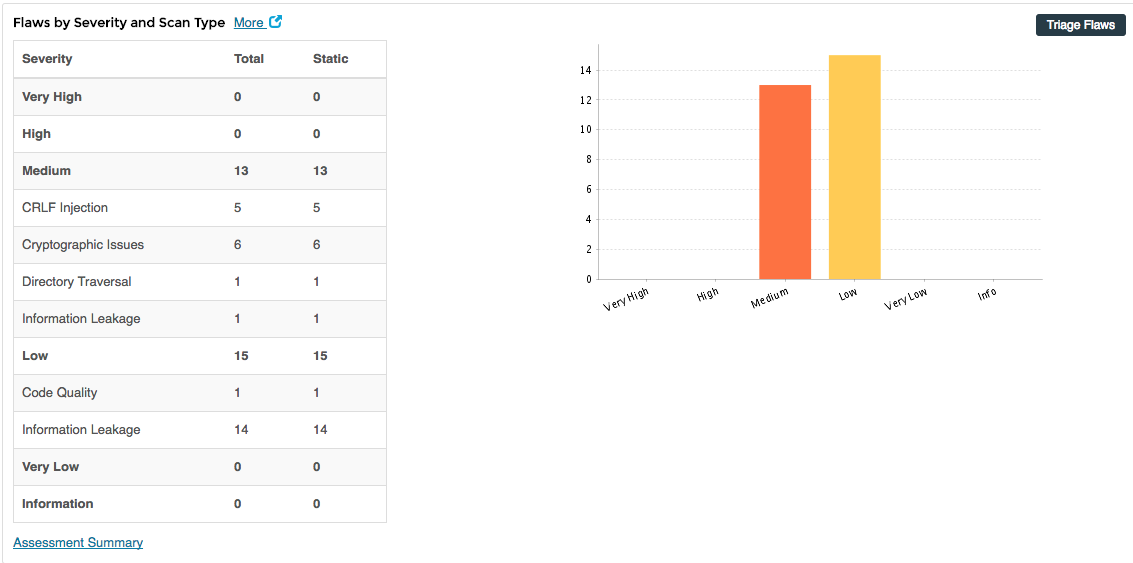 Flaws by Severity and Scan Type More
Triage Flaws
Severity Total Static
Very High 0 0
High 0 0
Medium 13 13
CRLF Injection 5 5
Cryptographic Issues 6 6
Directory Traversal 1 1
Information Leakage 1 1
Low 15 15
Code Quality 1 1
Information Leakage 14 14
Very Low 0 0
Information 0 0
Assessment Summary
14
12
10
8
6
4
2
0
Very High High Medium Low Very Low Info